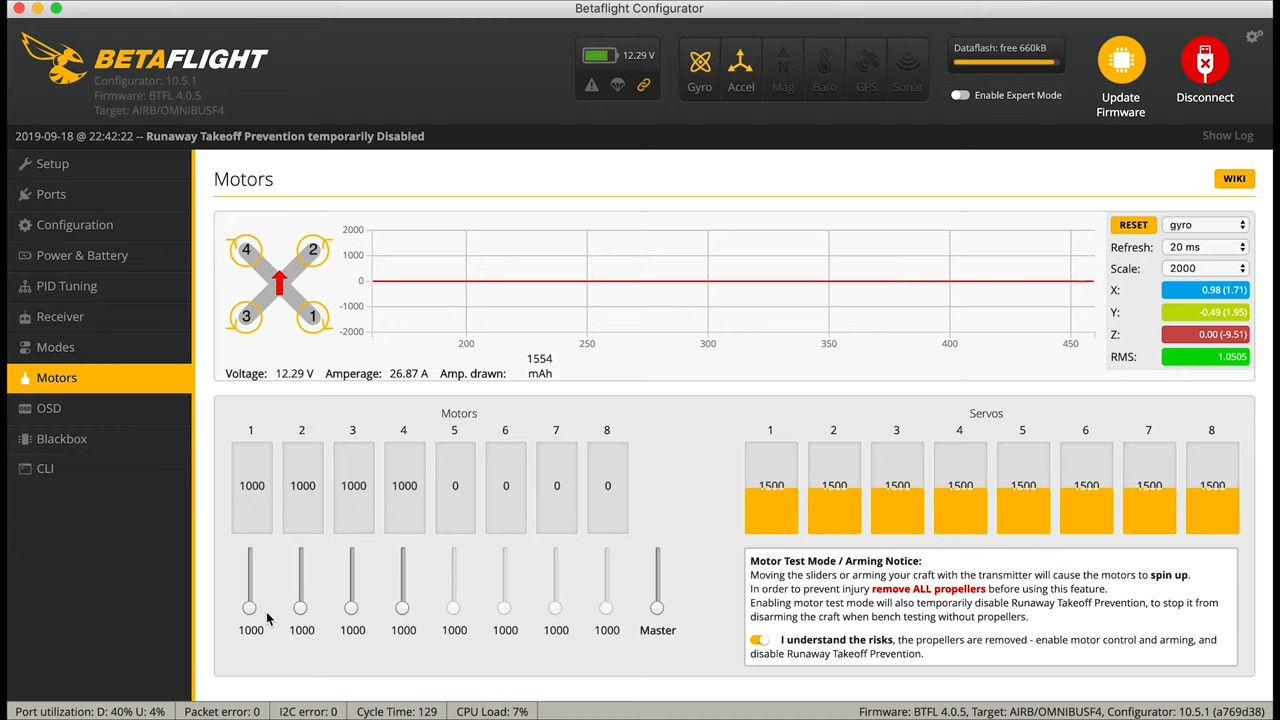 Betaflight Configurator
BETAFLIGHT
Configurator: 10.5.1
Firmware: BTFL 4.0.5
Target: AIRB/OMNIBUSF4
12.29 V
Gyro
Accel
Mag
Baro
GPS
Sonar
Dataflash: free 660kB
Enable Expert Mode
Update
Firmware
Disconnect
2019-09-18 @ 22:42:22 -- Runaway Takeoff Prevention temporarily Disabled
Show Log
Setup
Ports
Configuration
Power & Battery
PID Tuning
Receiver
Modes
Motors
OSD
Blackbox
CLI
Motors
WIKI
4 2
3 1
2000
1000
0
-1000
-2000
200 250 300 350 400 450
RESET gyro
Refresh: 20 ms
Scale: 2000
X: 0.98 (1.71)
Y: -0.49 (1.95)
Z: 0.00 (-9.51)
RMS: 1.0505
Voltage: 12.29 V Amperage: 26.87 A Amp. drawn: 1554
mAh
Motors
1 2 3 4 5 6 7 8
1000 1000 1000 1000 0 0 0 0
1000 1000 1000 1000 1000 1000 1000 1000 Master
Servos
1 2 3 4 5 6 7 8
1500 1500 1500 1500 1500 1500 1500 1500
Motor Test Mode / Arming Notice:
Moving the sliders or arming your craft with the transmitter will cause the motors to spin up.
In order to prevent injury remove ALL propellers before using this feature.
Enabling motor test mode will also temporarily disable Runaway Takeoff Prevention, to stop it from
disarming the craft when bench testing without propellers.
I understand the risks, the propellers are removed - enable motor control and arming, and
disable Runaway Takeoff Prevention.
Port utilization: D: 40% U: 4% Packet error: 0 I2C error: 0 Cycle Time: 129 CPU Load: 7% Firmware: BTFL 4.0.5, Target: AIRB/OMNIBUSF4, Configurator: 10.5.1 (a769d38)